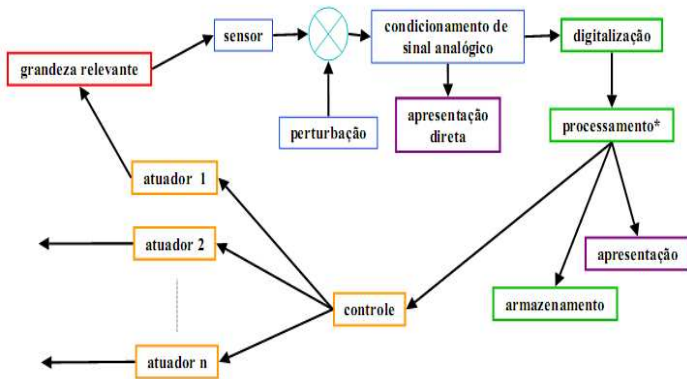 sensor
condicionamento de
sinal analógico
digitalização
grandeza relevante
perturbação
apresentação
direta
processamento*
atuador 1
atuador 2
apresentação
controle
armazenamento
atuador n